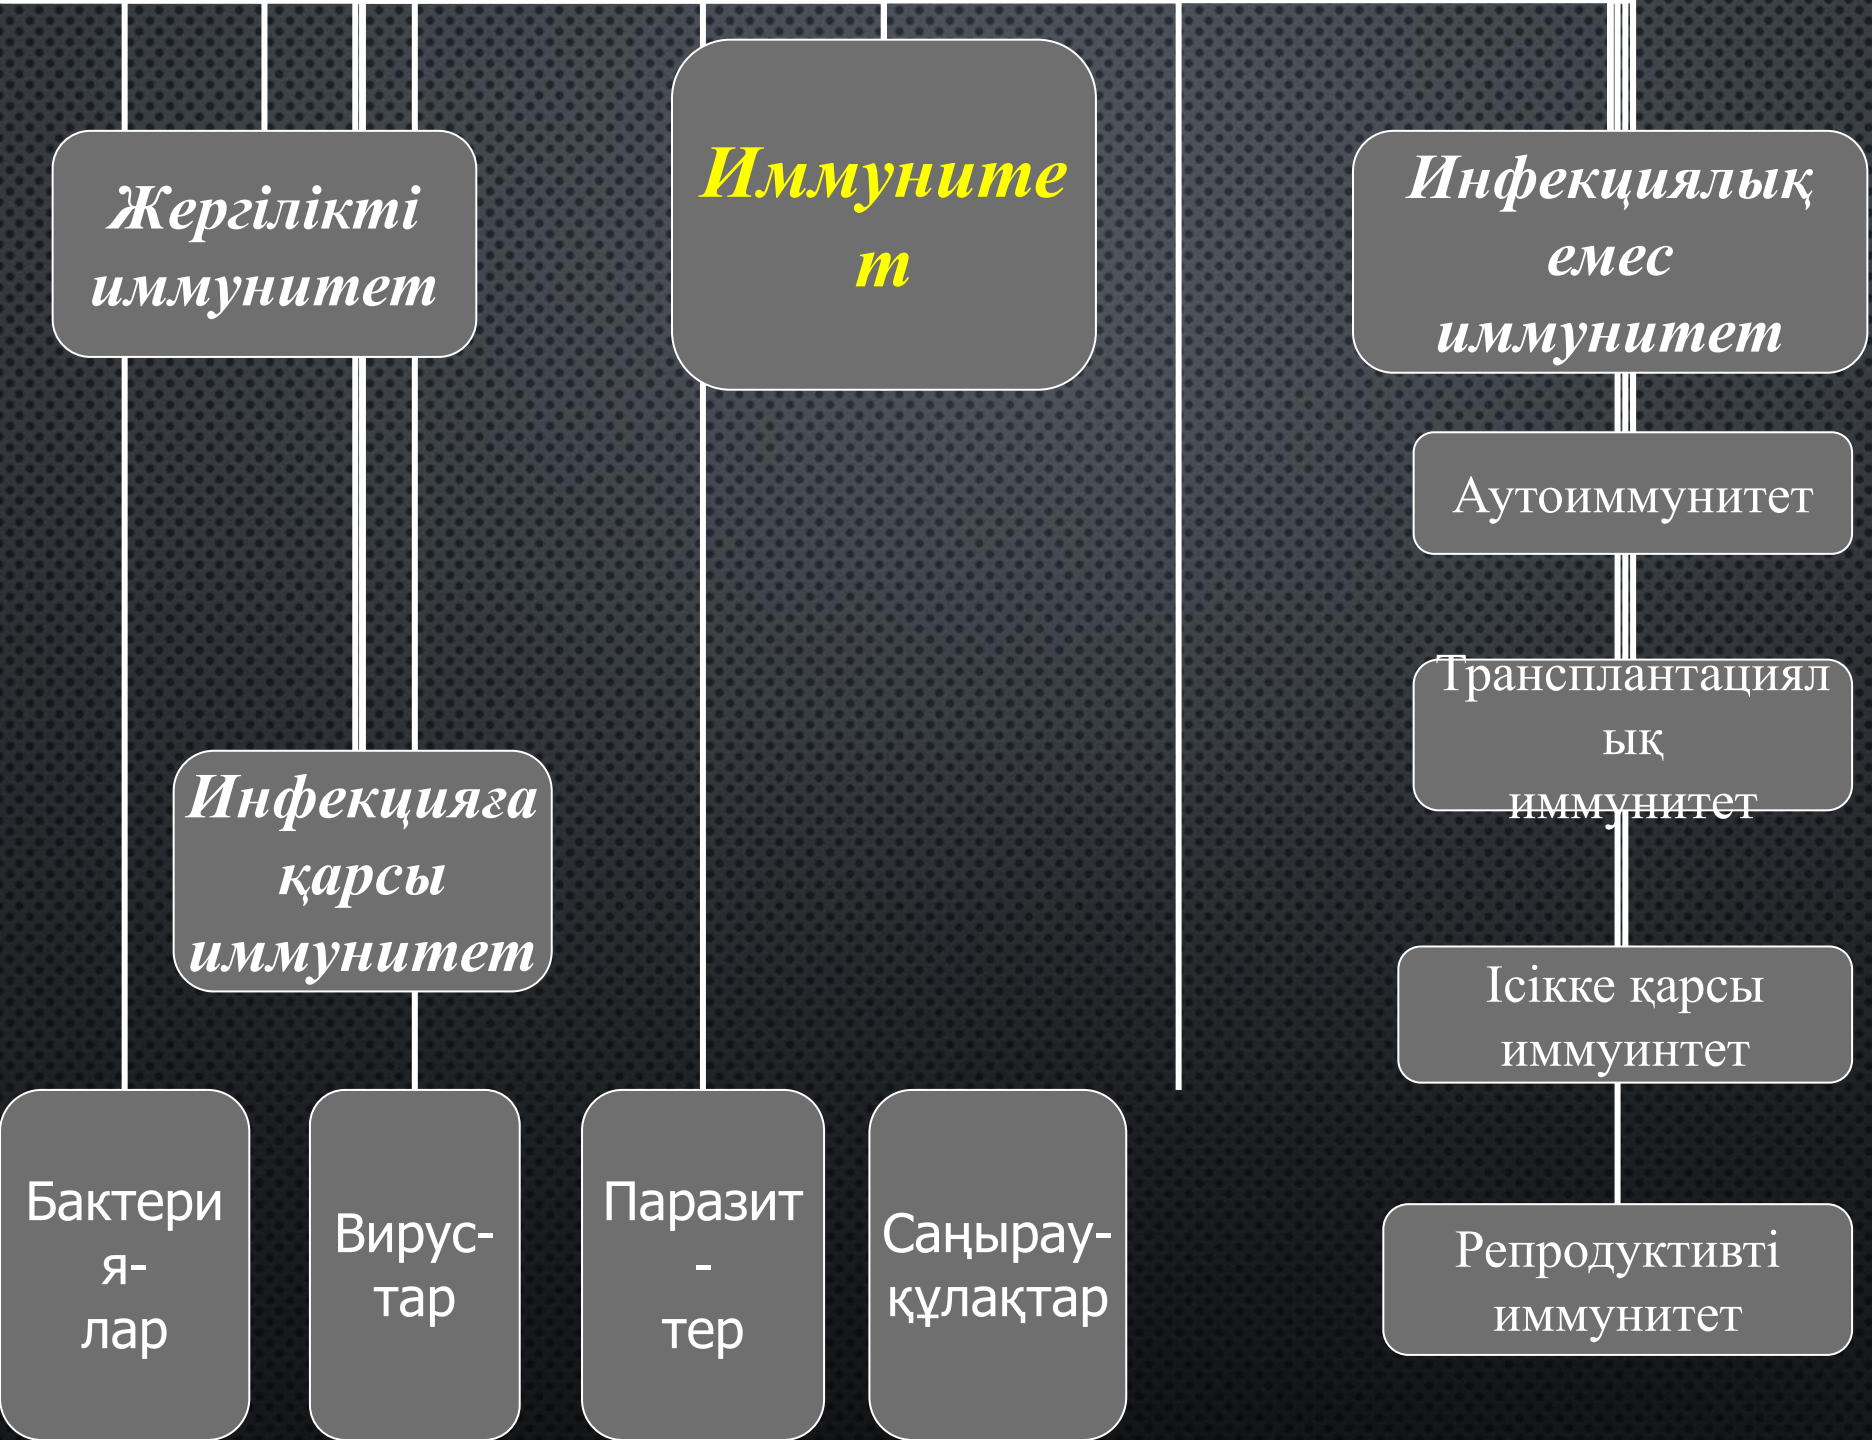 Жергілікті
иммунитет
Иммуните
т
Инфекциялық
емес
иммунитет
Аутоиммунитет
Трансплантациял
ық
иммунитет
Инфекцияға
қарсы
иммунитет
Ісікке қарсы
иммуинтет
Бактери
я-
лар
Вирус-
тар
Паразит
-
тер
Саңырау-
құлақтар
Репродуктивті
иммунитет